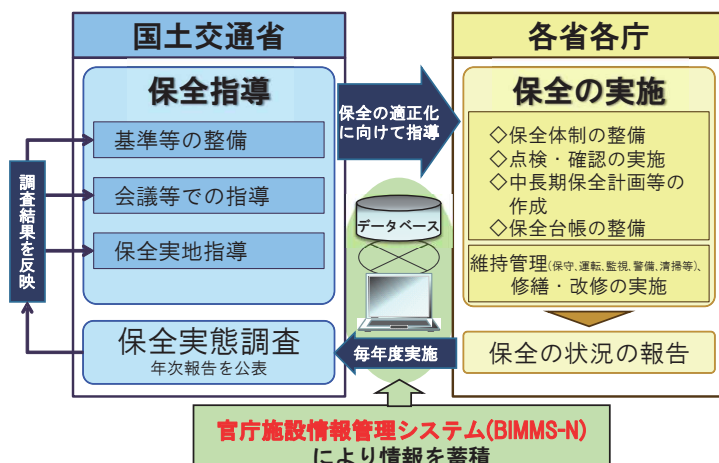 国土交通省
保全指導
基準等の整備
会議等での指導
保全実地指導
調査結果を反映
保全実態調査
年次報告を公表
保全の適正化
に向けて指導
データベース
毎年度実施
各省各庁
保全の実施
◇保全体制の整備
◇点検・確認の実施
◇中長期保全計画等の
作成
◇保全台帳の整備
維持管理(保守、運転、監視、警備、清掃等)、
修繕・改修の実施
保全の状況の報告
官庁施設情報管理システム(BIMMS-N)
により情報を蓄積